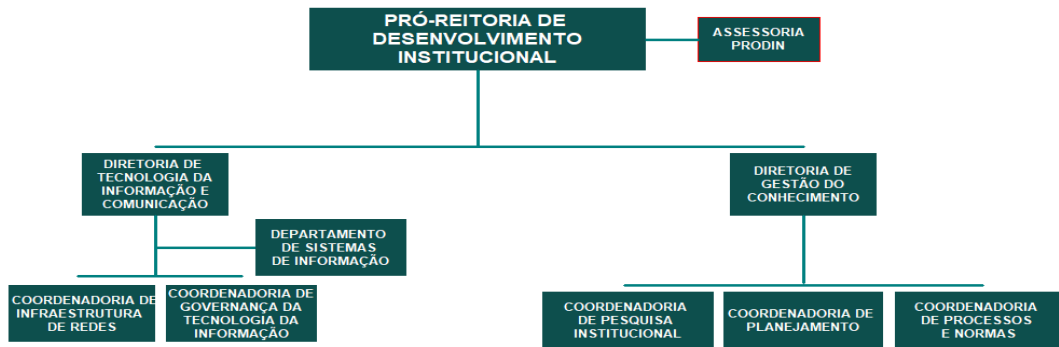 PRÓ-REITORIA DE
DESENVOLVIMENTO
INSTITUCIONAL
ASSESSORIA
PRODIN
DIRETORIA DE
TECNOLOGIA DA
INFORMAÇÃO E
COMUNICAÇÃO
DIRETORIA DE
GESTÃO DO
CONHECIMENTO
DEPARTAMENTO
DE SISTEMAS
DE INFORMAÇÃO
COORDENADORIA DE
INFRAESTRUTURA
DE REDES
COORDENADORIA DE
GOVERNANÇA DA
TECNOLOGIA DA
INFORMAÇÃO
COORDENADORIA
DE PESQUISA
INSTITUCIONAL
COORDENADORIA DE
PLANEJAMENTO
COORDENADORIA
DE PROCESSOS
E NORMAS